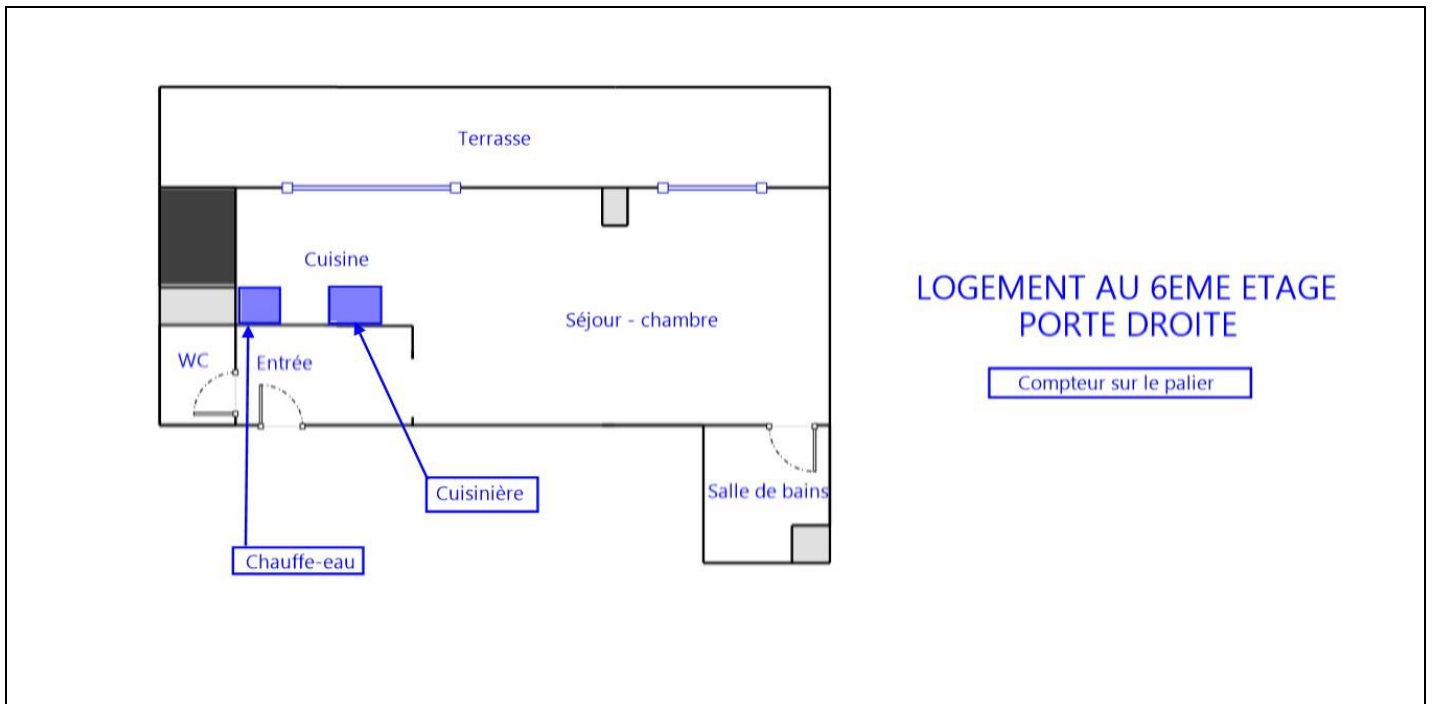 Terrasse
Cuisine
Séjour - chambre
WC
Entrée
Cuisinière
Salle de bains
Chauffe-eau
LOGEMENT AU 6EME ETAGE
PORTE DROITE
Compteur sur le palier